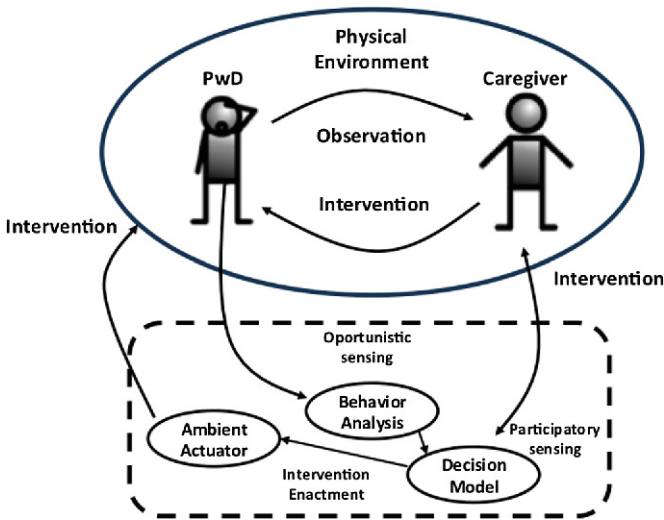 Physical
Environment
PwD
Caregiver
Observation
Intervention
Intervention
Intervention
Oportunistic
sensing
Behavior
Analysis
Participatory
sensing
Ambient
Actuator
Decision
Model
Intervention
Enactment